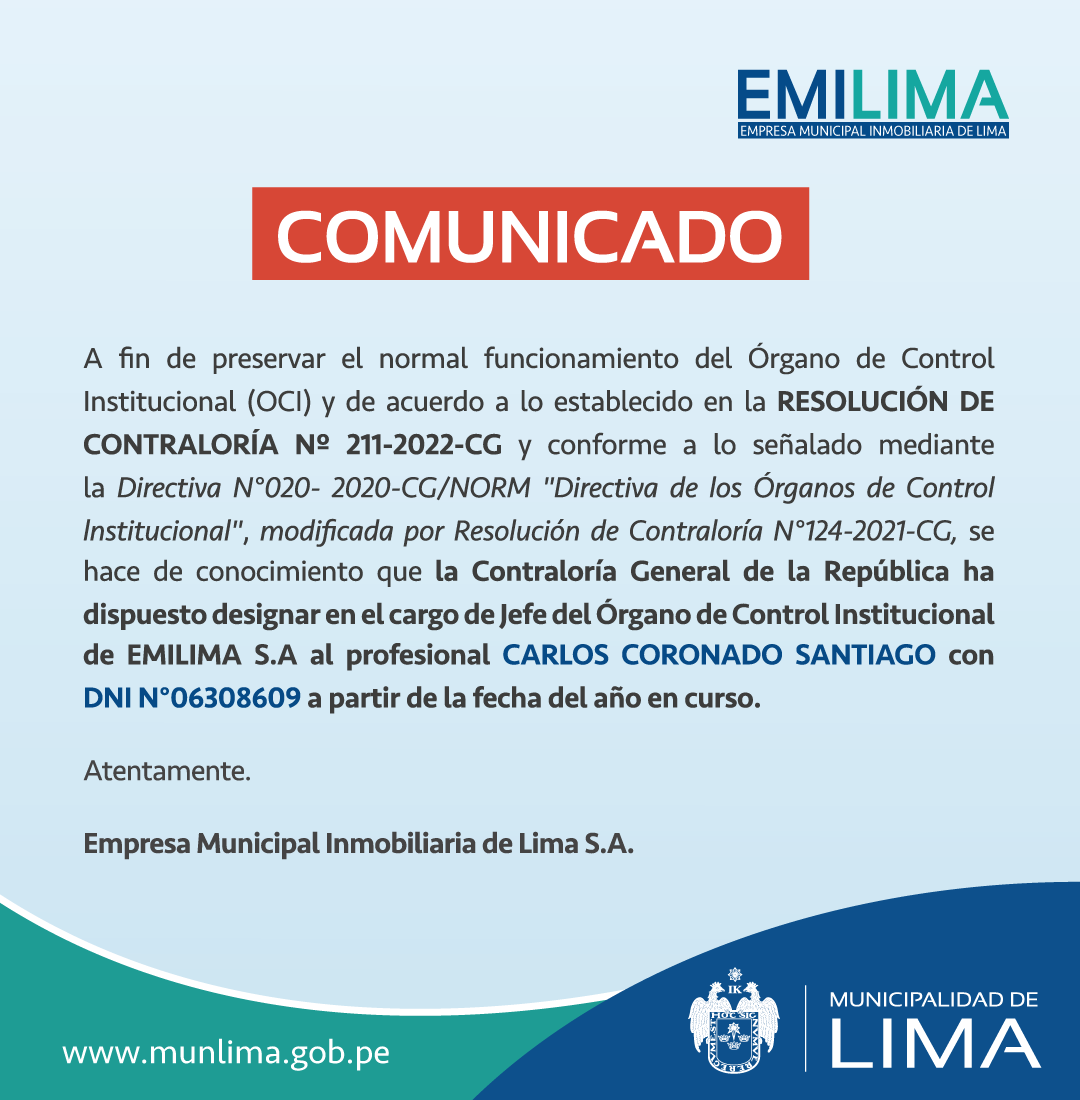 EMILIMA
EMPRESA MUNICIPAL INMOBILIARIA DE LIMA
COMUNICADO
A fin de preservar el normal funcionamiento del Órgano de Control
Institucional (OCI) y de acuerdo a lo establecido en la RESOLUCIÓN DE
CONTRALORÍA Nº 211-2022-CG y conforme a lo señalado mediante
la Directiva N°020- 2020-CG/NORM "Directiva de los Órganos de Control
Institucional", modificada por Resolución de Contraloría N°124-2021-CG, se
hace de conocimiento que la Contraloría General de la República ha
dispuesto designar en el cargo de Jefe del Órgano de Control Institucional
de EMILIMA S.A al profesional CARLOS CORONADO SANTIAGO con
DNI N°06308609 a partir de la fecha del año en curso.
Atentamente.
Empresa Municipal Inmobiliaria de Lima S.A.
www.munlima.gob.pe
IK
HOC SIG
MUNICIPALIDAD DE
LIMA